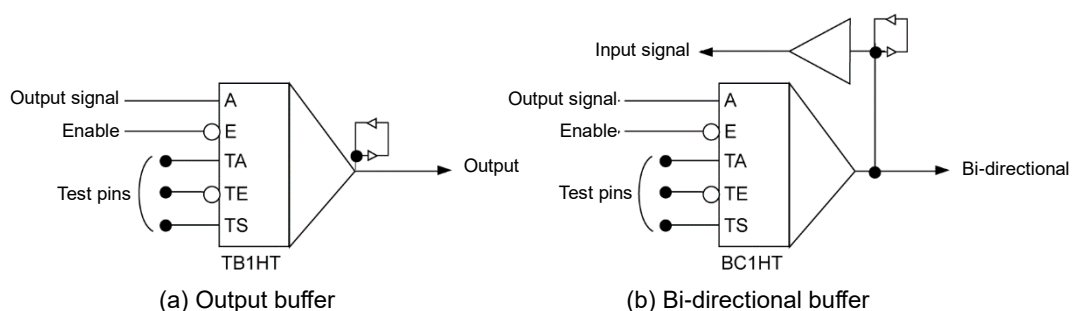 Output signal
Enable
Test pins
A
E
TA
TE
TS
Output
TB1HT
(a) Output buffer
Input signal
Output signal
Enable
Test pins
A
E
TA
TE
TS
Bi-directional
BC1HT
(b) Bi-directional buffer